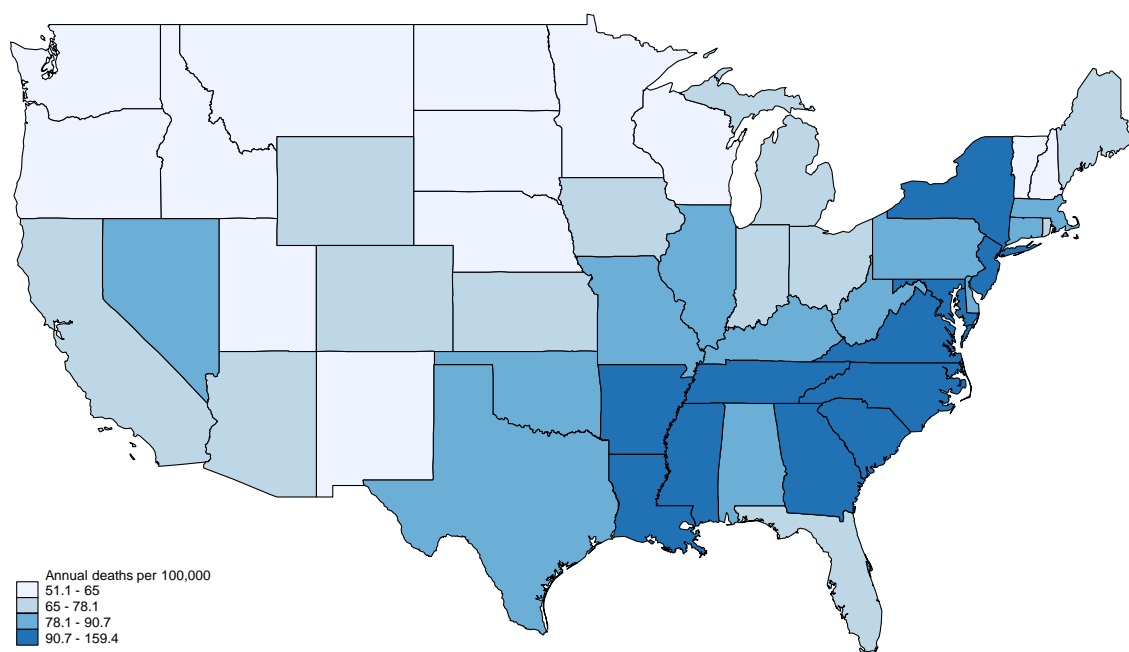 Annual deaths per 100,000
51.1 - 65
65 - 78.1
78.1 - 90.7
90.7 - 159.4